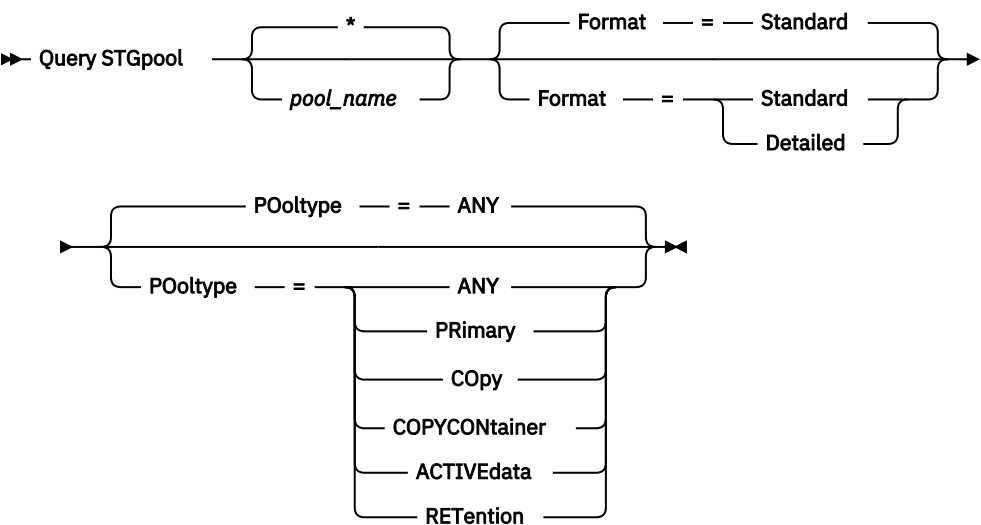 *
Format = Standard
Query STGpool
pool_name
Format = Standard
Detailed
POoltype = ANY
POoltype = ANY
PRimary
COpy
COPYCONtainer
ACTIVEdata
RETention